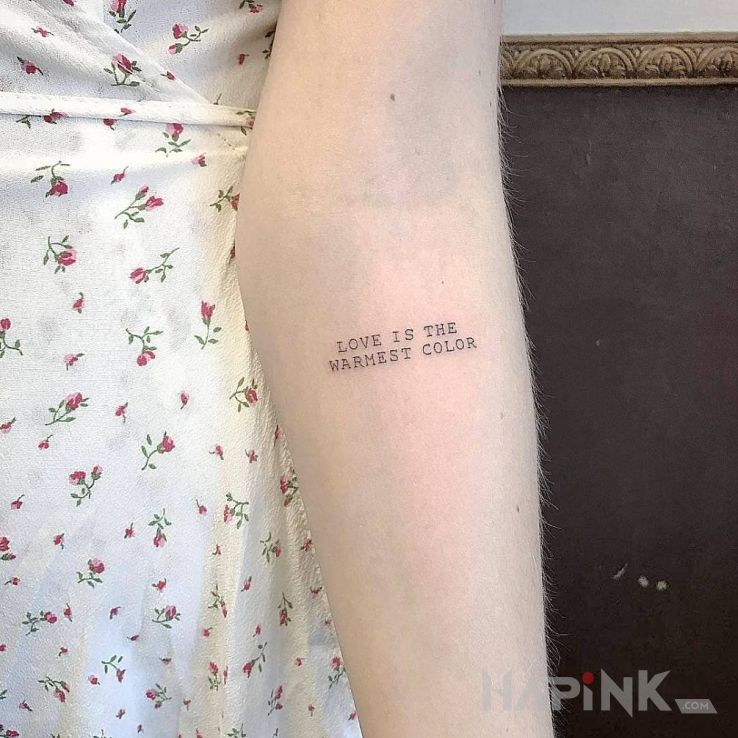 LOVE IS THE
WARMEST COLOR
HAPINK
.COM